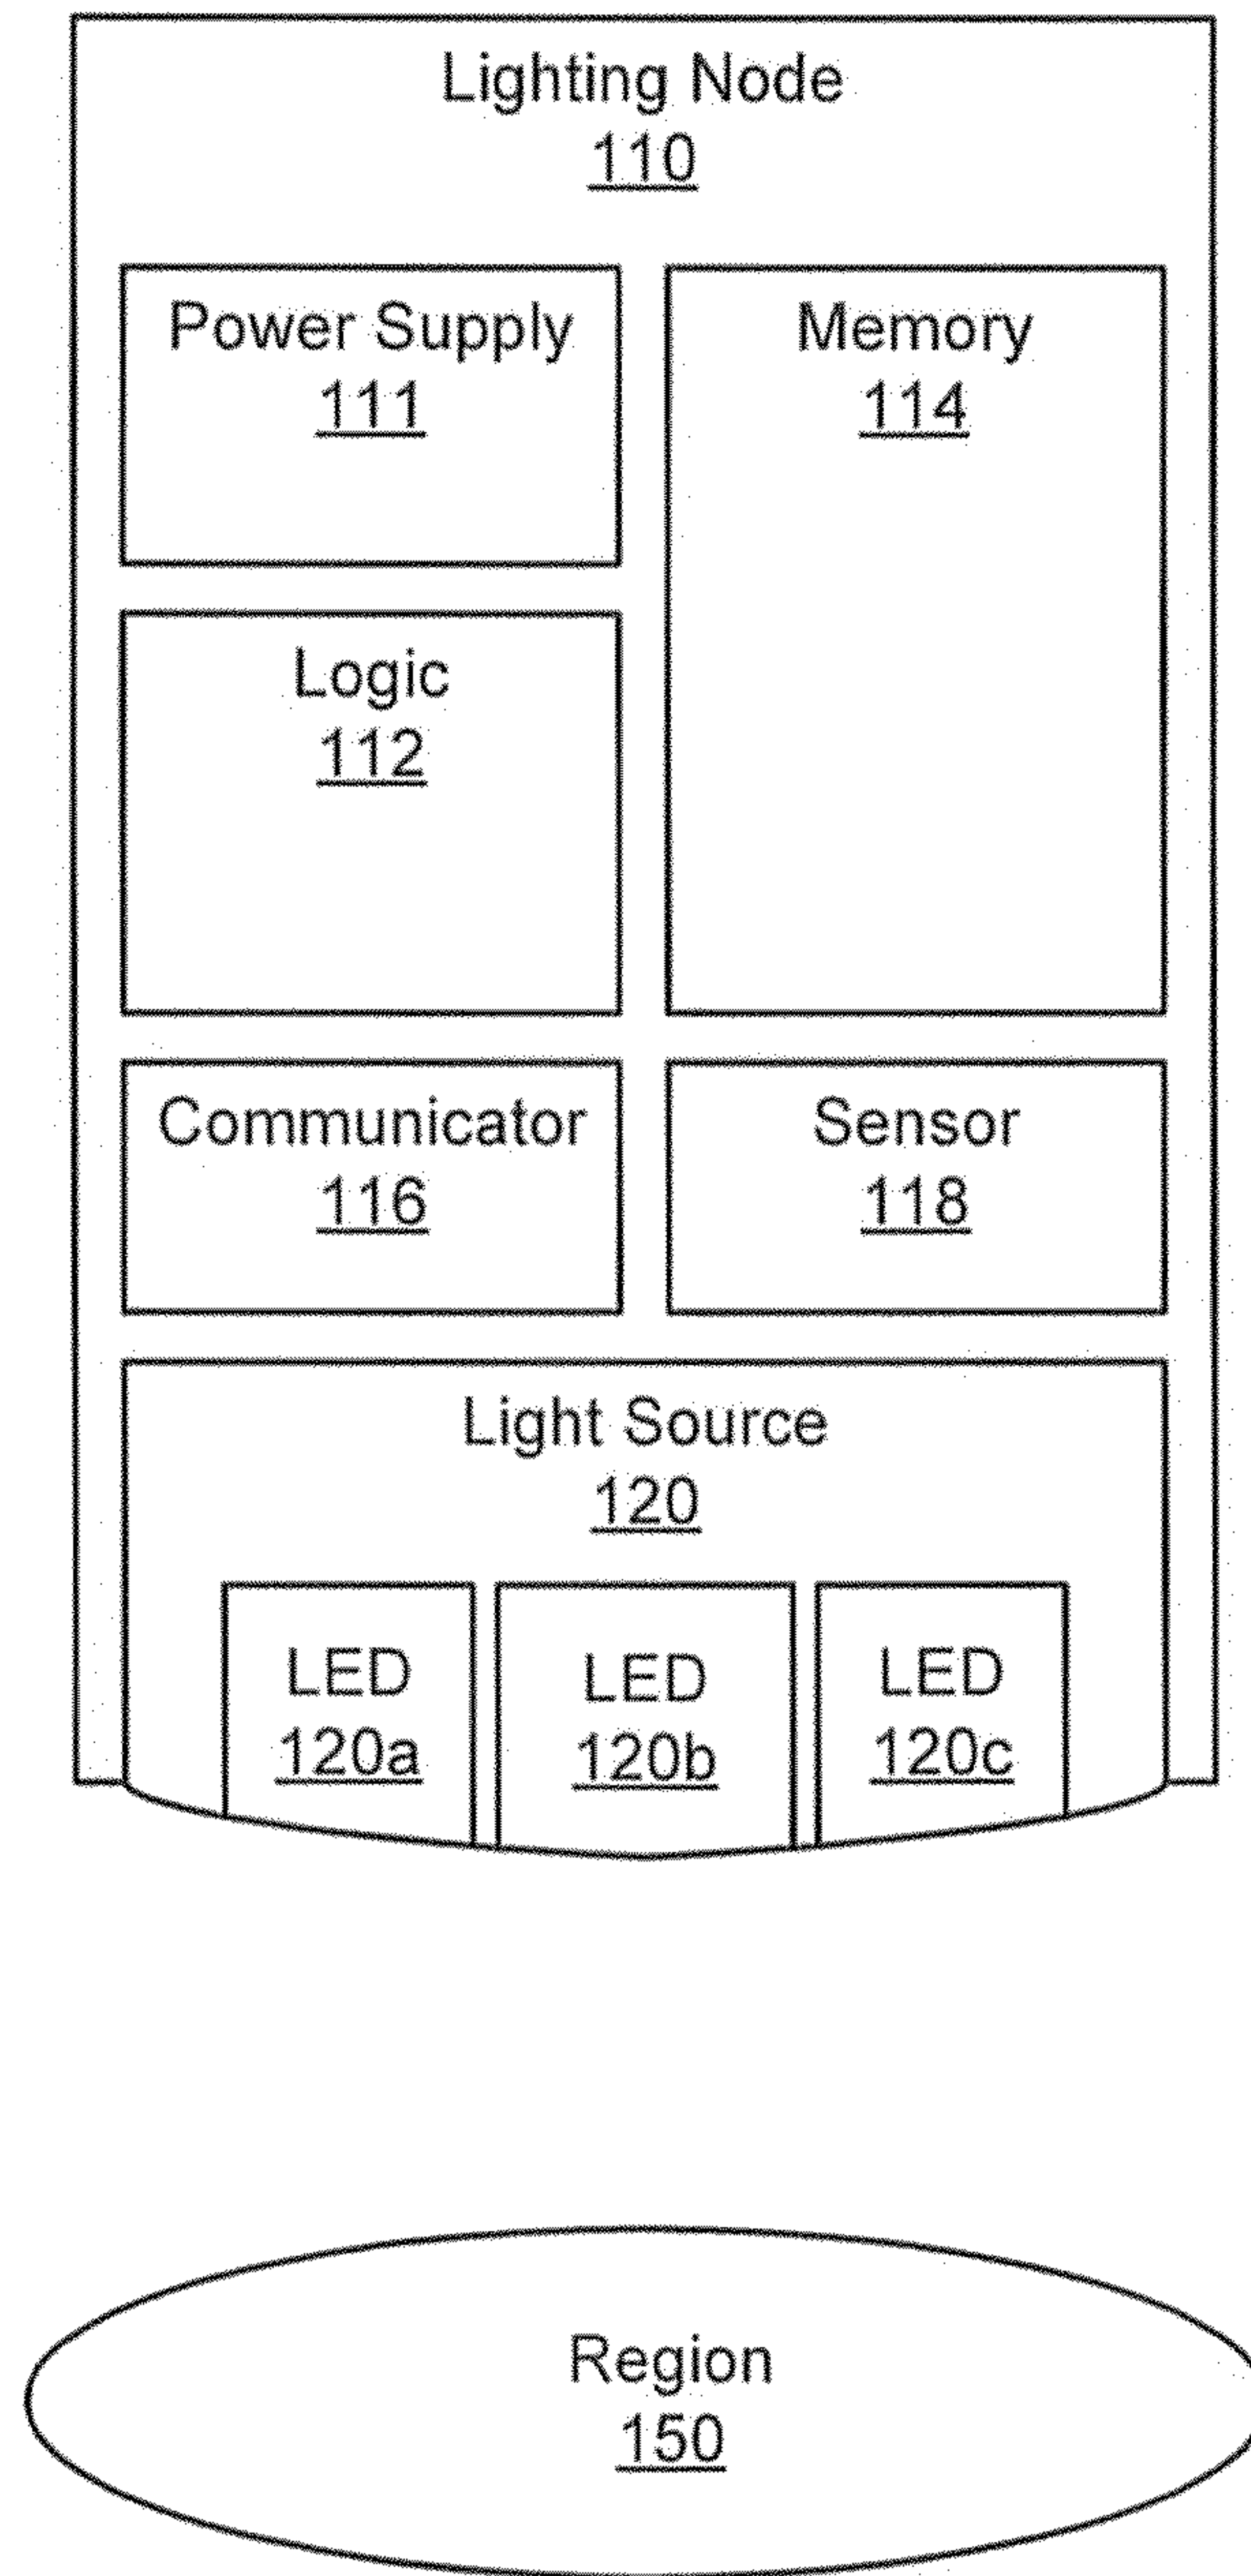 Lighting Node
110
Power Supply
111
Memory
114
Logic
112
Communicator
116
Sensor
118
Light Source
120
LED
120a
LED
120b
LED
120c
Region
150